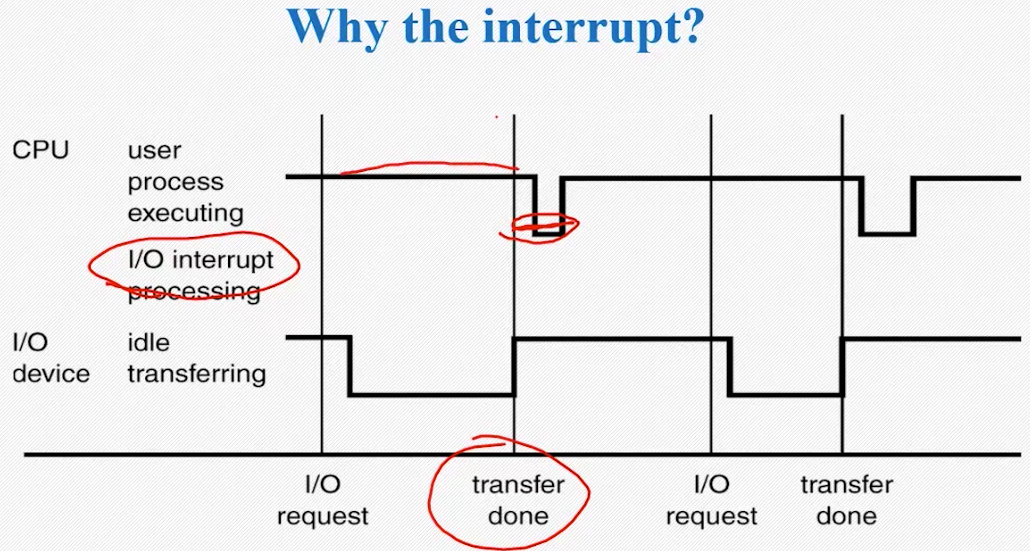 Why the interrupt?
CPU
user
process
executing
I/O interrupt
processing
I/O
device
idle
transferring
I/O
request
transfer
done
I/O
request
transfer
done